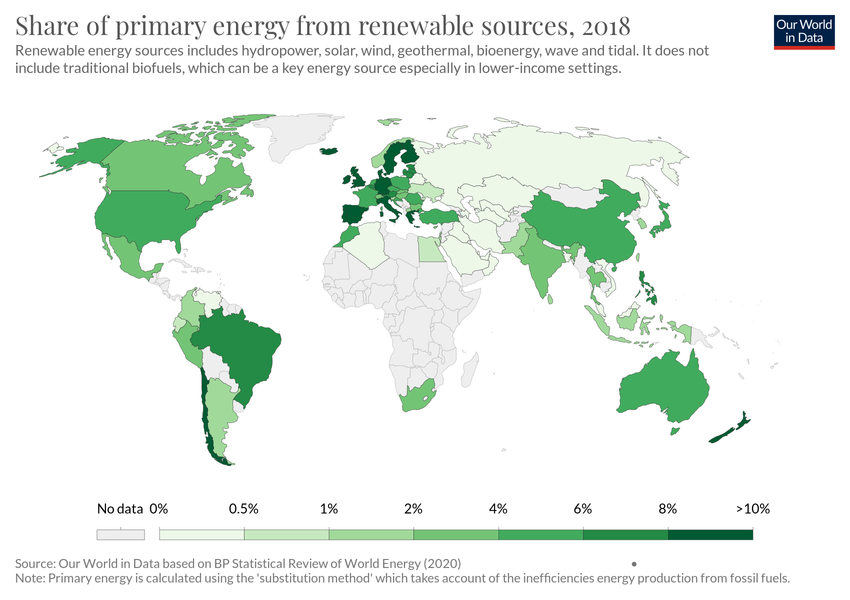 Share of primary energy from renewable sources, 2018
Our World
in Data
Renewable energy sources includes hydropower, solar, wind, geothermal, bioenergy, wave and tidal. It does not
include traditional biofuels, which can be a key energy source especially in lower-income settings.
No data 0% 0.5% 1% 2% 4% 6% 8% >10%
Source: Our World in Data based on BP Statistical Review of World Energy (2020)
Note: Primary energy is calculated using the 'substitution method' which takes account of the inefficiencies energy production from fossil fuels.